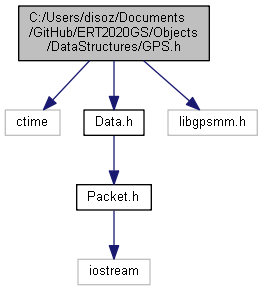 C:/Users/disoz/Documents
/GitHub/ERT2020GS/Objects
/DataStructures/GPS.h
ctime
Data.h
libgpsmm.h
Packet.h
iostream